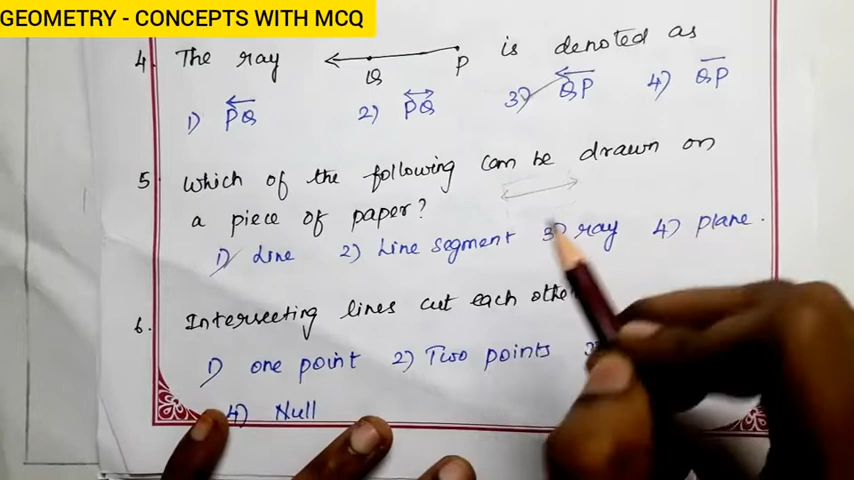 GEOMETRY - CONCEPTS WITH MCQ
4. The ray Q P is denoted as
1) PQ 2) PQ 3) QP 4) QP
5. Which of the following can be drawn on
a piece of paper?
1) Line 2) Line segment 3) ray 4) plane.
6. Intersecting lines cut each other
1) one point 2) Two points
4) Null